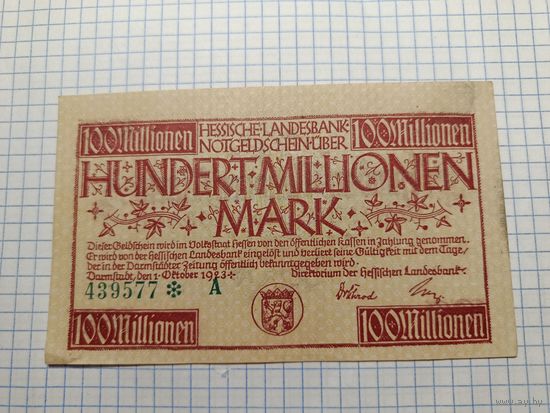 100 Millionen HESSISCHE·LANDESBANK· 100 Millionen
NOTGELDSCHEIN·ÜBER
HUNDERT·MILLIONEN
MARK
Dieser Geldschein wird im Volksstaat Hessen von den öffentlichen Kassen in Zahlung genommen.
Er wird von der Hessischen Landesbank eingelöst und verliert seine Gültigkeit mit dem Tage/
der in der Darmstädter Zeitung öffentlich bekanntgegeben wird.
Darmstadt, den 1. Oktober 1923 Direktorium der Hessischen Landesbank:
439577 * A
100 Millionen 100 Millionen
www.ay.by